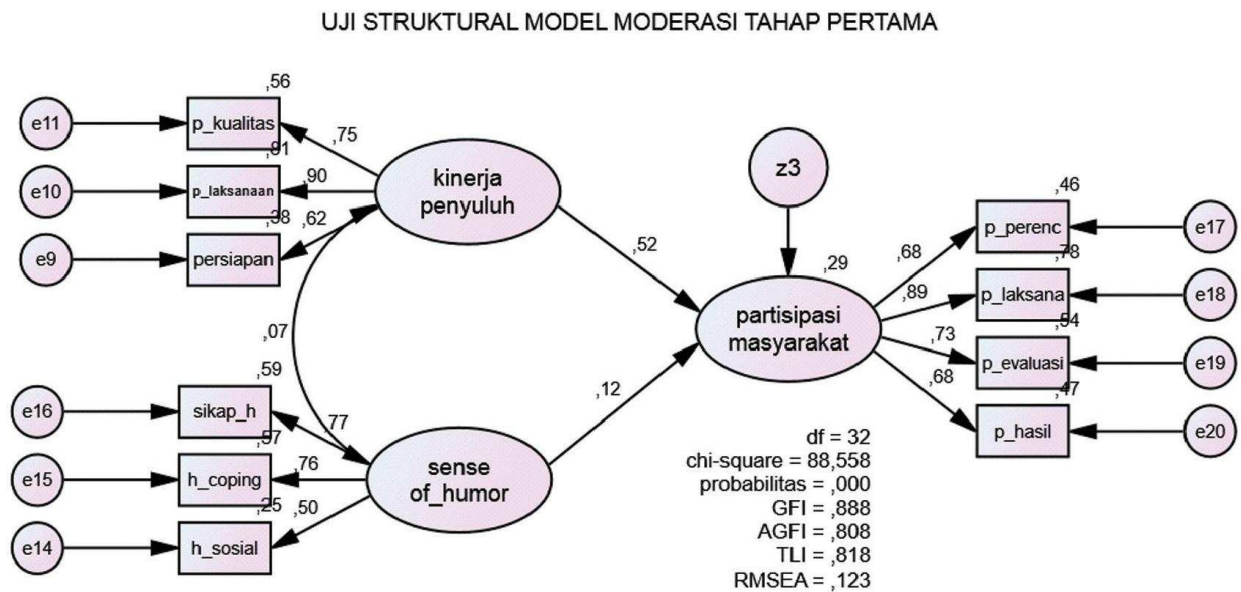 UJI STRUKTURAL MODEL MODERASI TAHAP PERTAMA
,56
e11
p_kualitas
,75
,81
e10
p_laksanaan
,90
,38
,62
e9
persiapan
kinerja
penyuluh
,07
,59
e16
sikap_h
,77
,57
e15
h_coping
,76
,25
,50
e14
h_sosial
sense
of_humor
,52
,12
z3
,29
partisipasi
masyarakat
,46
,68
p_perenc
e17
,78
,89
p_laksana
e18
,54
,73
p_evaluasi
e19
,47
,68
p_hasil
e20
df = 32
chi-square = 88,558
probabilitas = ,000
GFI = ,888
AGFI = ,808
TLI = ,818
RMSEA = ,123